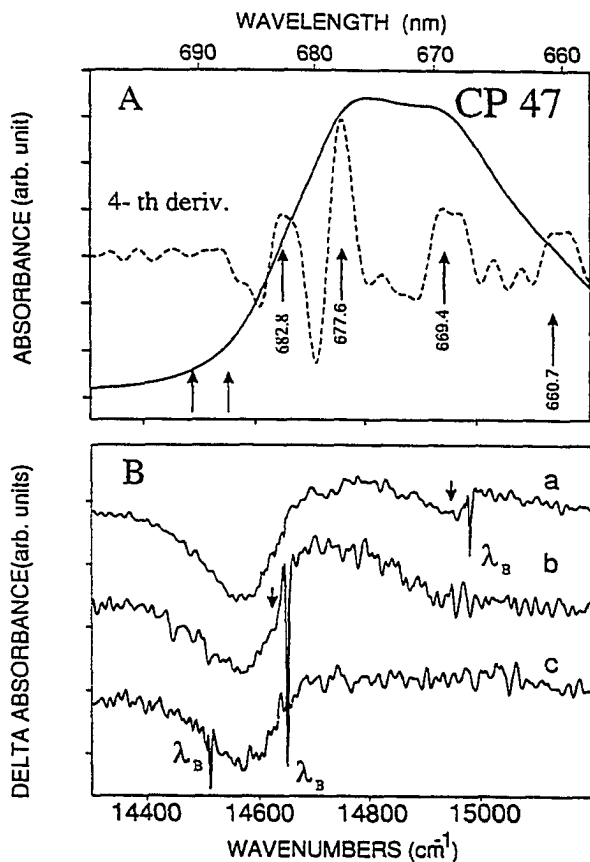 WAVELENGTH (nm)
690 680 670 660
A
CP 47
4- th deriv.
682.8
677.6
669.4
660.7
ABSORBANCE (arb. unit)
B
a
λB
b
c
λB
λB
DELTA ABSORBANCE(arb. units)
14400 14600 14800 15000
WAVENUMBERS (cm-1)